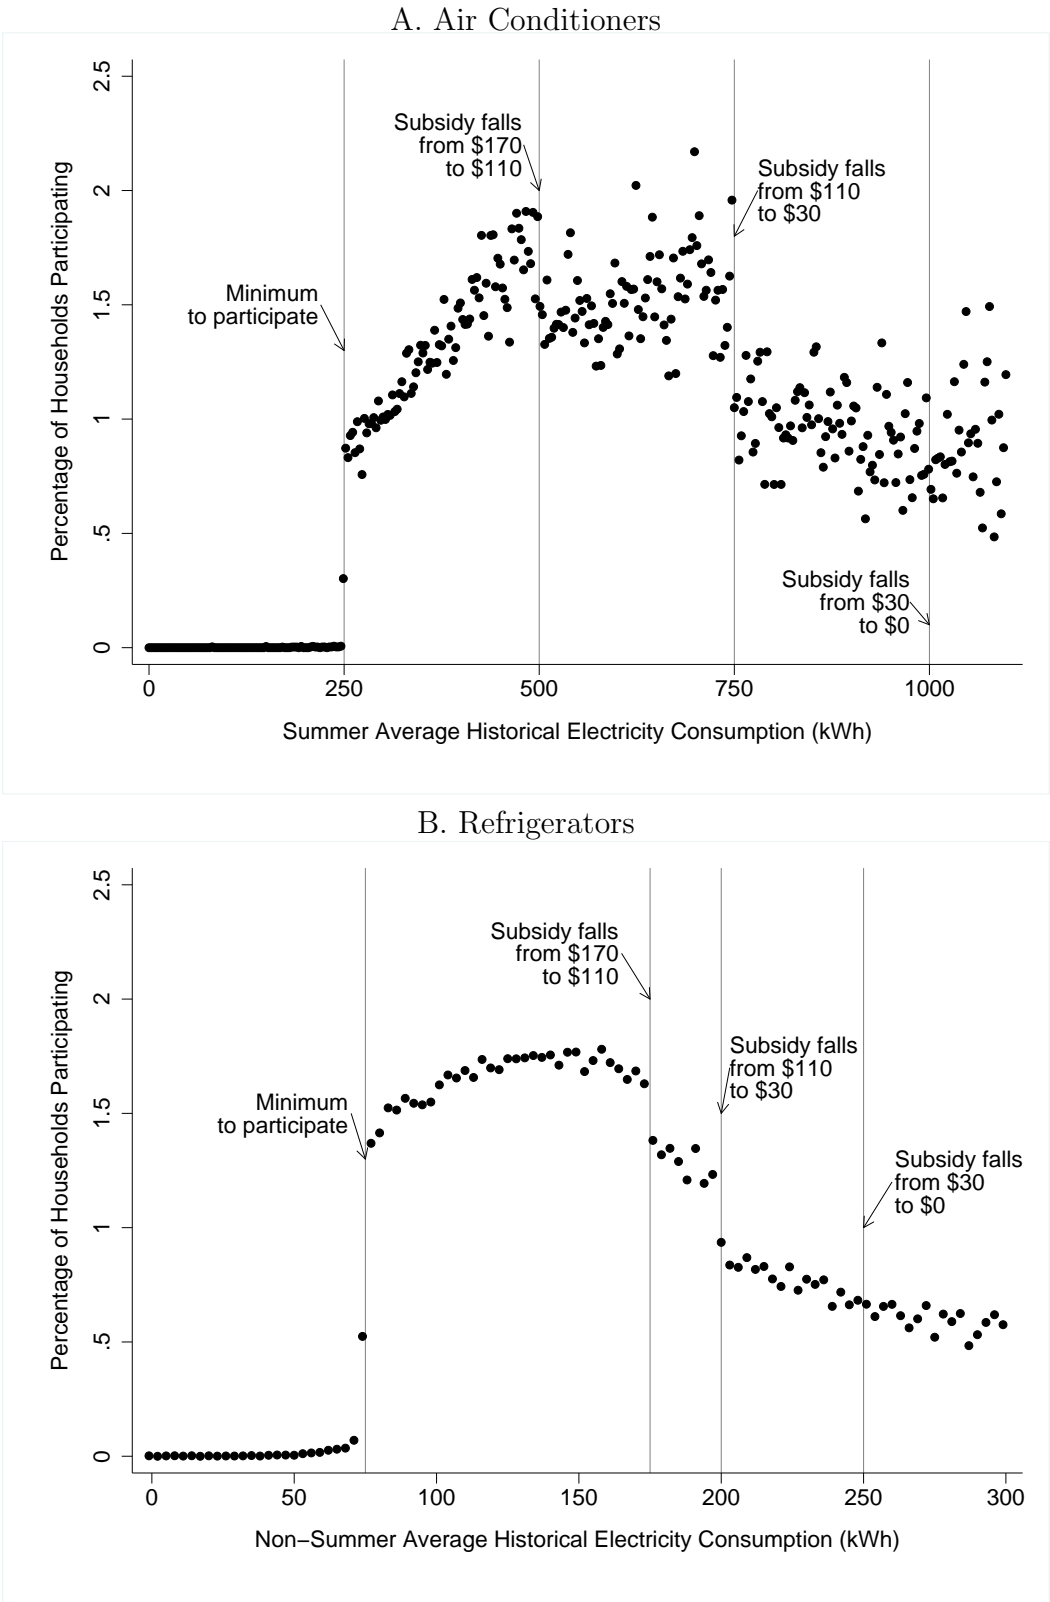 A. Air Conditioners
Percentage of Households Participating
2.5
2
1.5
1
.5
0
Subsidy falls
from $170
to $110
Subsidy falls
from $110
to $30
Minimum
to participate
Subsidy falls
from $30
to $0
0 250 500 750 1000
Summer Average Historical Electricity Consumption (kWh)
B. Refrigerators
Percentage of Households Participating
2.5
2
1.5
1
.5
0
Subsidy falls
from $170
to $110
Subsidy falls
from $110
to $30
Minimum
to participate
Subsidy falls
from $30
to $0
0 50 100 150 200 250 300
Non−Summer Average Historical Electricity Consumption (kWh)